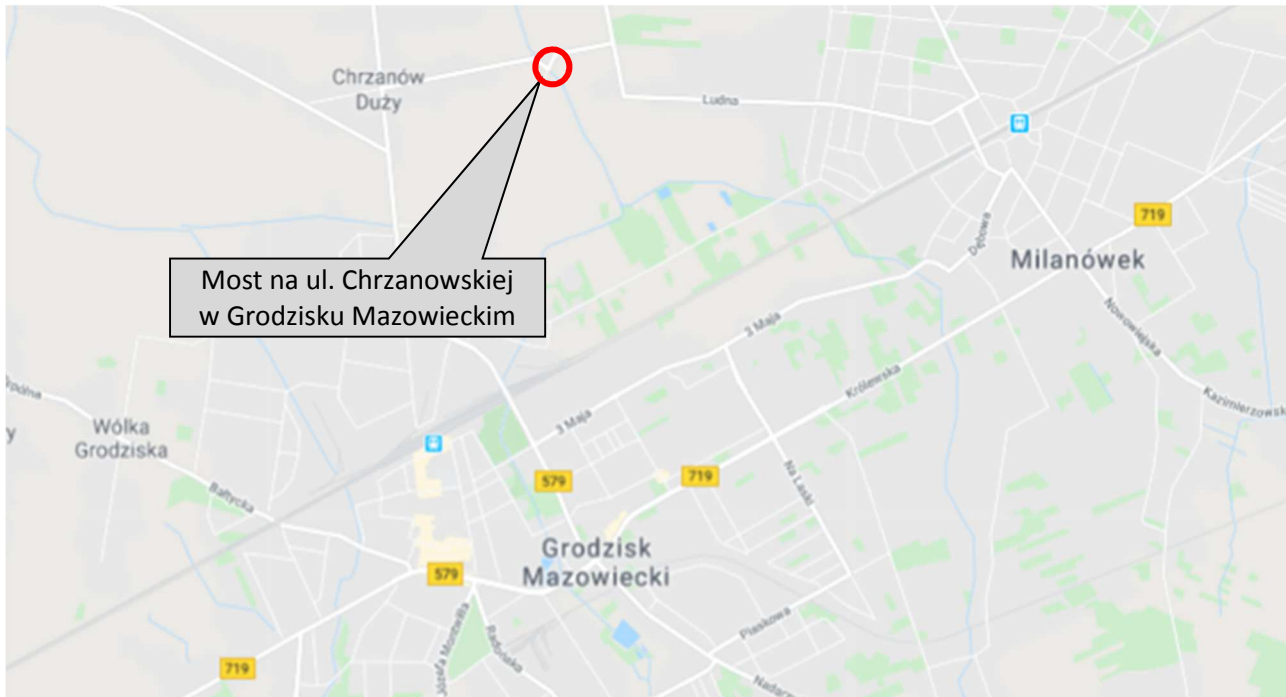 Chrzanów
Duży
Ludna
719
Dębowa
Milanówek
Most na ul. Chrzanowskiej
w Grodzisku Mazowieckim
Nowowiejska
3 Maja
Królewska
Kazimierzowska
Wólka
Grodziska
3 Maja
579
719
Na Laski
Bałtycka
Grodzisk
Mazowiecki
579
Piaskowa
Józefa Montwiłła
Radońska
719